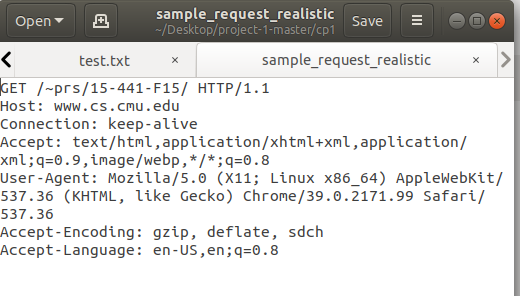 Open
sample_request_realistic
~/Desktop/project-1-master/cp1
Save
test.txt
sample_request_realistic
GET /~prs/15-441-F15/ HTTP/1.1
Host: www.cs.cmu.edu
Connection: keep-alive
Accept: text/html,application/xhtml+xml,application/
xml;q=0.9,image/webp,*/*;q=0.8
User-Agent: Mozilla/5.0 (X11; Linux x86_64) AppleWebKit/
537.36 (KHTML, like Gecko) Chrome/39.0.2171.99 Safari/
537.36
Accept-Encoding: gzip, deflate, sdch
Accept-Language: en-US,en;q=0.8